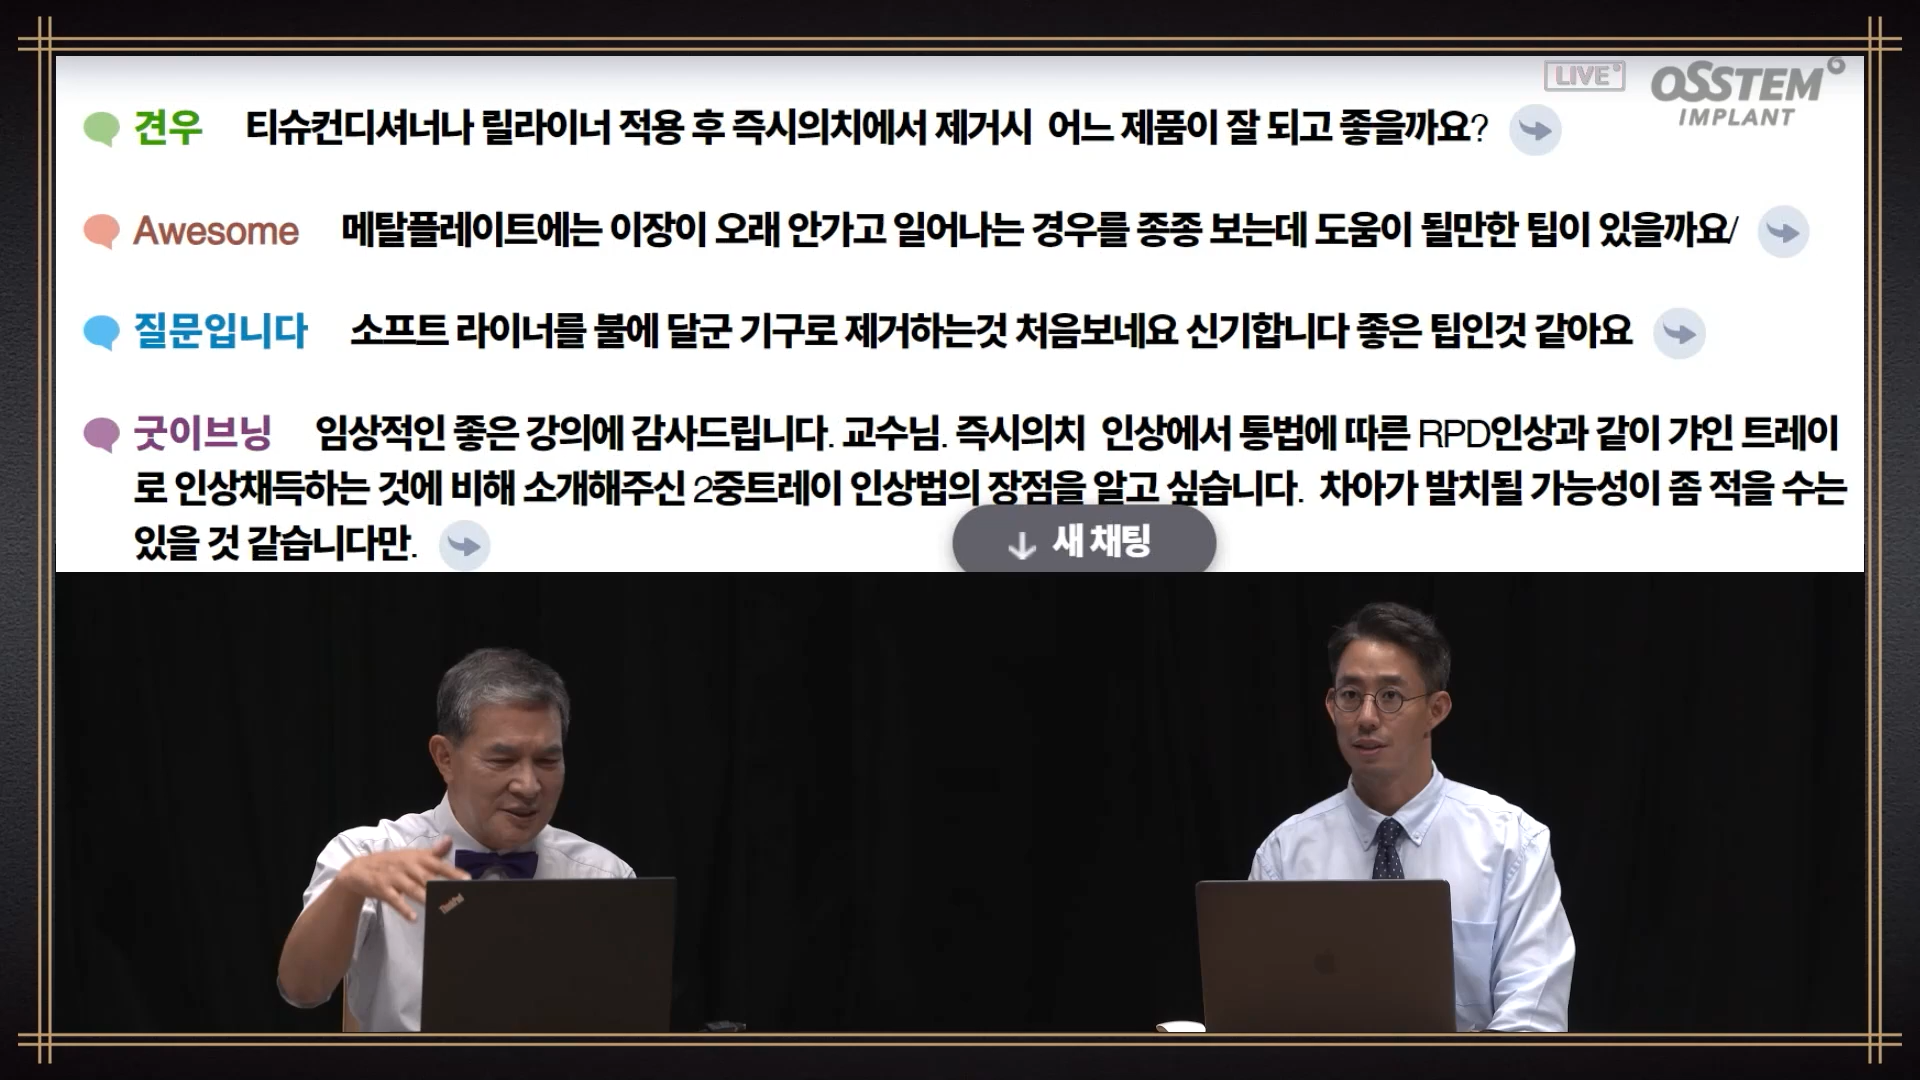 LIVE
OSSTEM
IMPLANT
견우 티슈컨디셔너나 릴라이너 적용 후 즉시의치에서 제거시 어느 제품이 잘 되고 좋을까요?
Awesome 메탈플레이트에는 이장이 오래 안가고 일어나는 경우를 종종 보는데 도움이 될만한 팁이 있을까요/
질문입니다 소프트 라이너를 불에 달군 기구로 제거하는것 처음보네요 신기합니다 좋은 팁인것 같아요
굿이브닝 임상적인 좋은 강의에 감사드립니다. 교수님. 즉시의치 인상에서 통법에 따른 RPD인상과 같이 갸인 트레이
로 인상채득하는 것에 비해 소개해주신 2중트레이 인상법의 장점을 알고 싶습니다. 차아가 발치될 가능성이 좀 적을 수는
있을 것 같습니다만.
↓ 새 채팅
ThinkPad